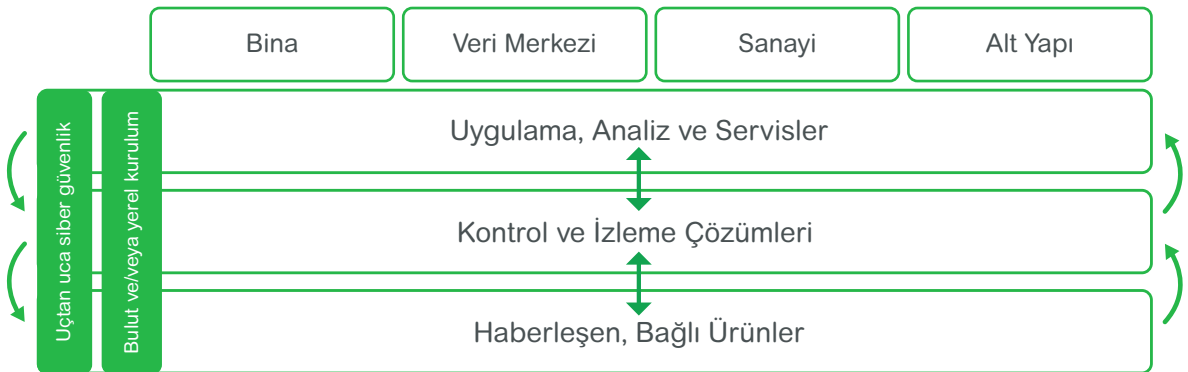 Bina
Veri Merkezi
Sanayi
Alt Yapı
Uçtan uca siber güvenlik
Bulut ve/veya yerel kurulum
Uygulama, Analiz ve Servisler
Kontrol ve İzleme Çözümleri
Haberleşen, Bağlı Ürünler